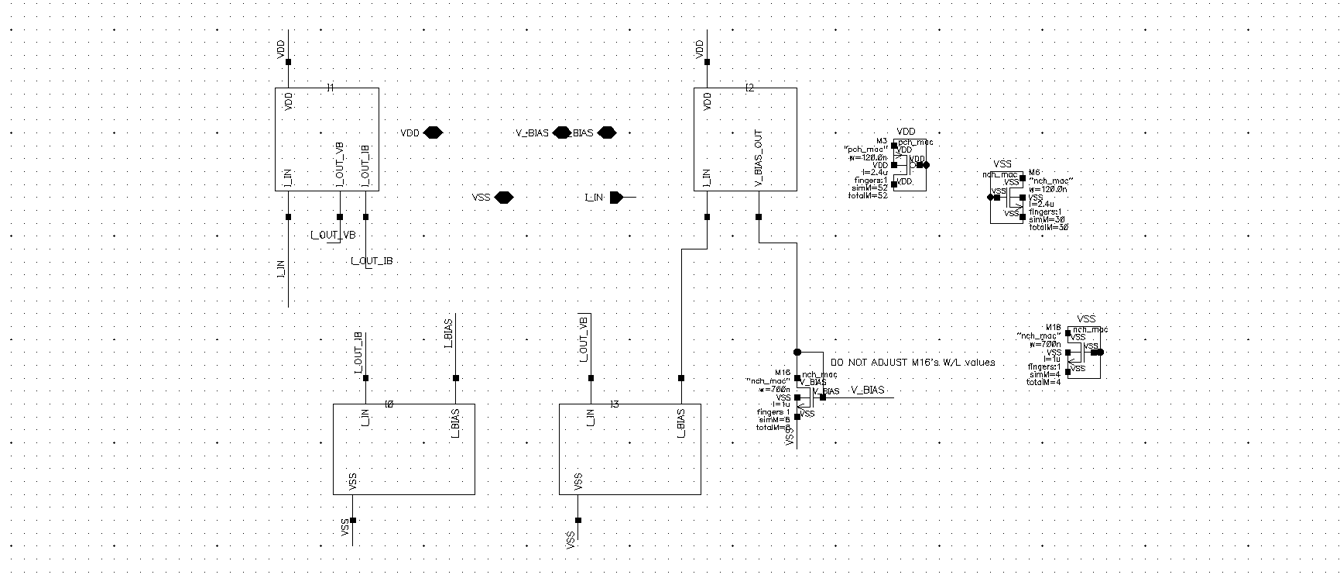 VDD
I1
VDD
I_IN
I_OUT_VB
I_OUT_IB
I_OUT_VB
I_OUT_IB
I_IN
VDD
V_BIAS
BIAS
VSS
I_IN
VDD
I2
VDD
I_IN
V_BIAS_OUT
VDD
M3
pch_mac
"pch_mac"
VDD
w=120.0n
VDD
VDD
l=2.4u
fingers:1
VDD
simM=52
totalM=52
VSS
nch_mac
M6
VSS
"nch_mac"
w=120.0n
VSS
VSS
l=2.4u
VSS
fingers:1
simM=30
totalM=30
I_OUT_IB
I_BIAS
I0
I_IN
I_BIAS
VSS
VSS
I_OUT_VB
I3
I_IN
I_BIAS
VSS
VSS
DO NOT ADJUST M16's W/L values
M16
nch_mac
"nch_mac"
V_BIAS
w=700n
VSS
V_BIAS
V_BIAS
l=1u
fingers:1
VSS
simM=8
VSS
VSS
M18
nch_mac
"nch_mac"
VSS
w=700n
VSS
VSS
l=1u
fingers:1
VSS
simM=4
totalM=4